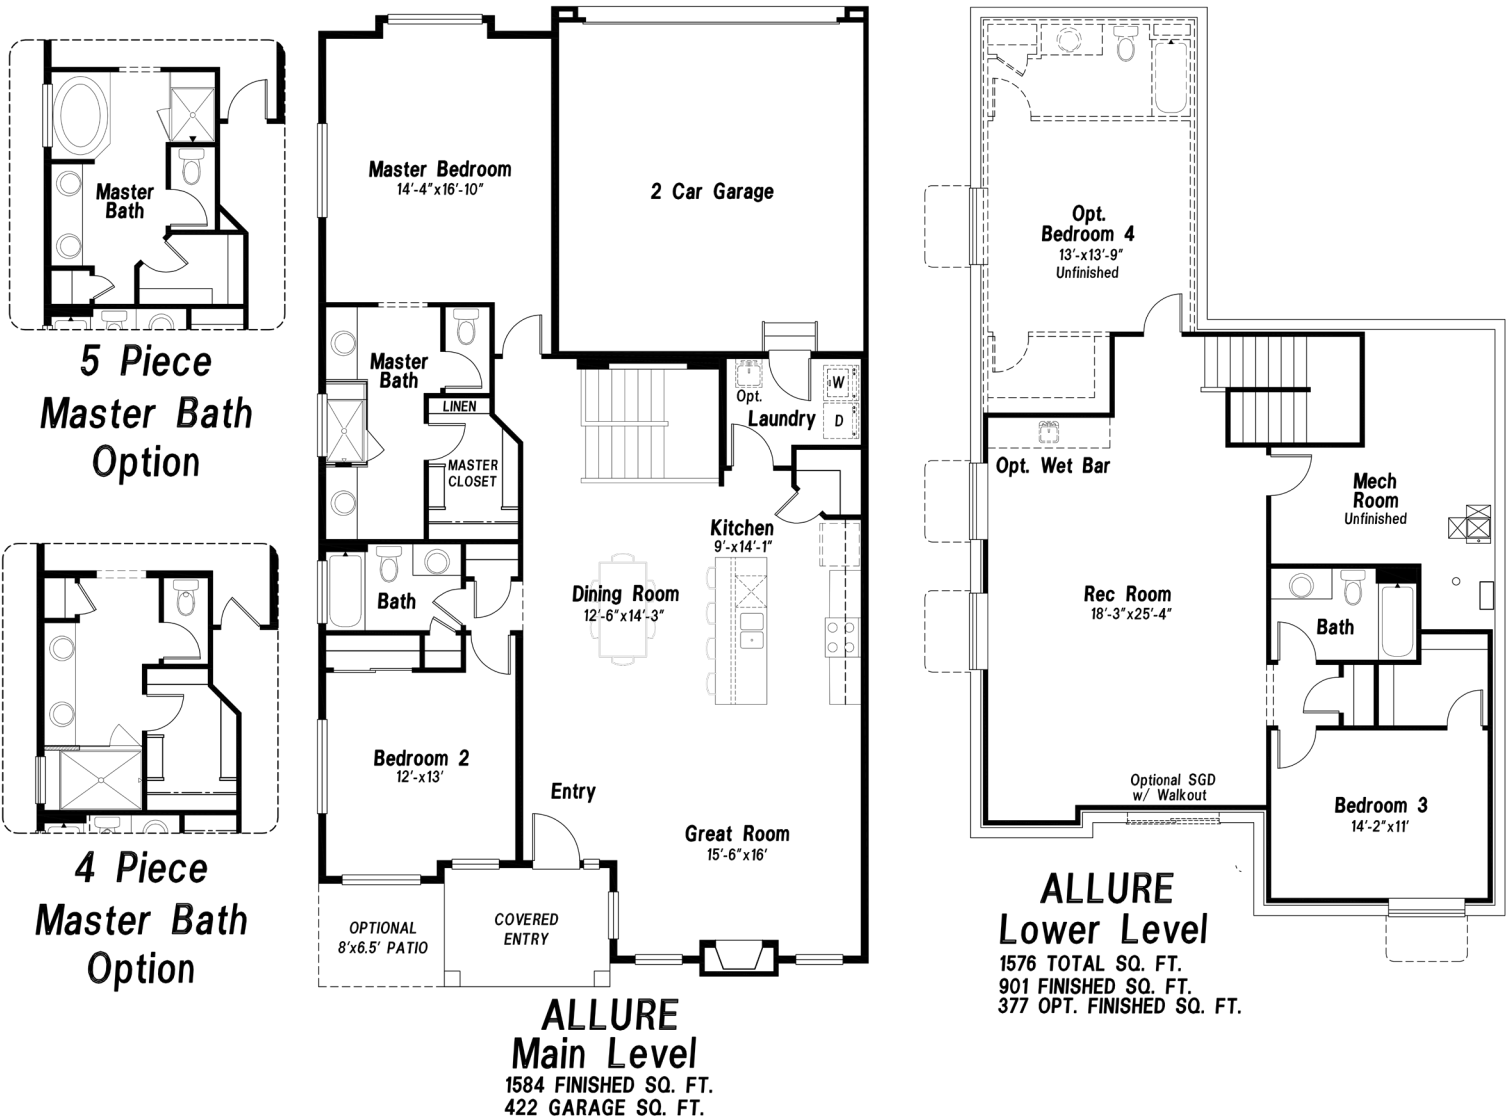 Master
Bath
5 Piece
Master Bath
Option
4 Piece
Master Bath
Option
Master Bedroom
14'-4"x16'-10"
2 Car Garage
Master
Bath
LINEN
MASTER
CLOSET
Opt.
W
D
Laundry
Kitchen
9'-x14'-1"
Dining Room
12'-6"x14'-3"
Bath
Bedroom 2
12'-x13'
Entry
Great Room
15'-6"x16'
OPTIONAL
8'x6.5' PATIO
COVERED
ENTRY
ALLURE
Main Level
1584 FINISHED SQ. FT.
422 GARAGE SQ. FT.
Opt.
Bedroom 4
13'-x13'-9"
Unfinished
Opt. Wet Bar
Mech
Room
Unfinished
Rec Room
18'-3"x25'-4"
Bath
Optional SGD
w/ Walkout
Bedroom 3
14'-2"x11'
ALLURE
Lower Level
1576 TOTAL SQ. FT.
901 FINISHED SQ. FT.
377 OPT. FINISHED SQ. FT.